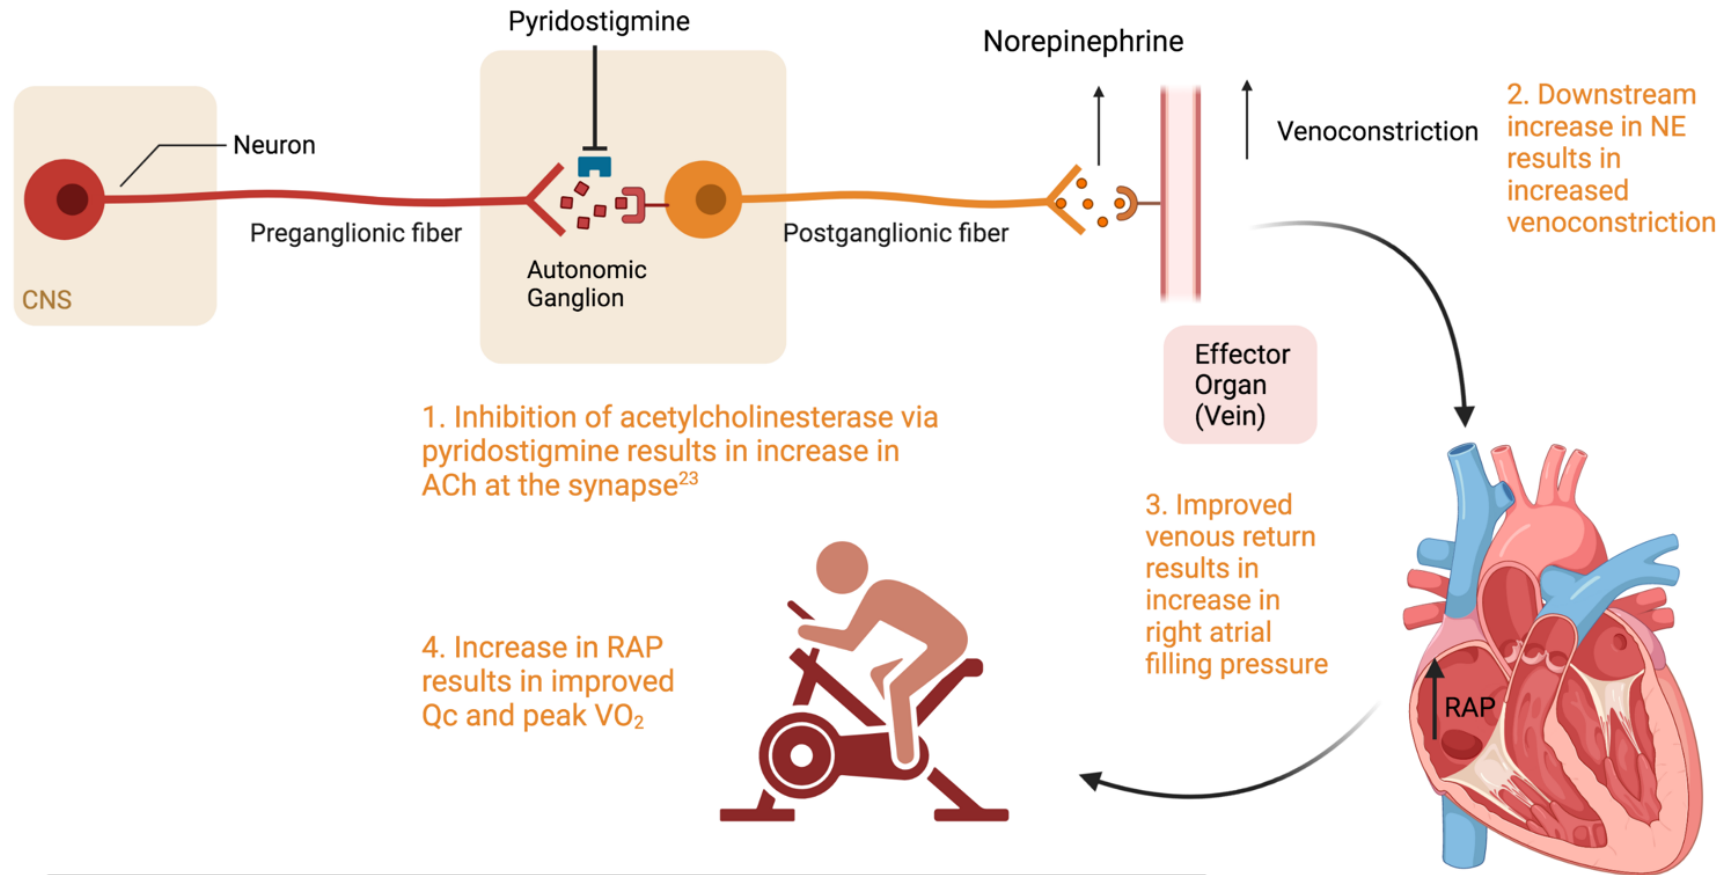 Pyridostigmine
Norepinephrine
Neuron
Preganglionic fiber
CNS
Autonomic
Ganglion
Postganglionic fiber
Venoconstriction
2. Downstream
increase in NE
results in
increased
venoconstriction
Effector
Organ
(Vein)
1. Inhibition of acetylcholinesterase via
pyridostigmine results in increase in
ACh at the synapse²³
3. Improved
venous return
results in
increase in
right atrial
filling pressure
RAP
4. Increase in RAP
results in improved
Qc and peak VO₂